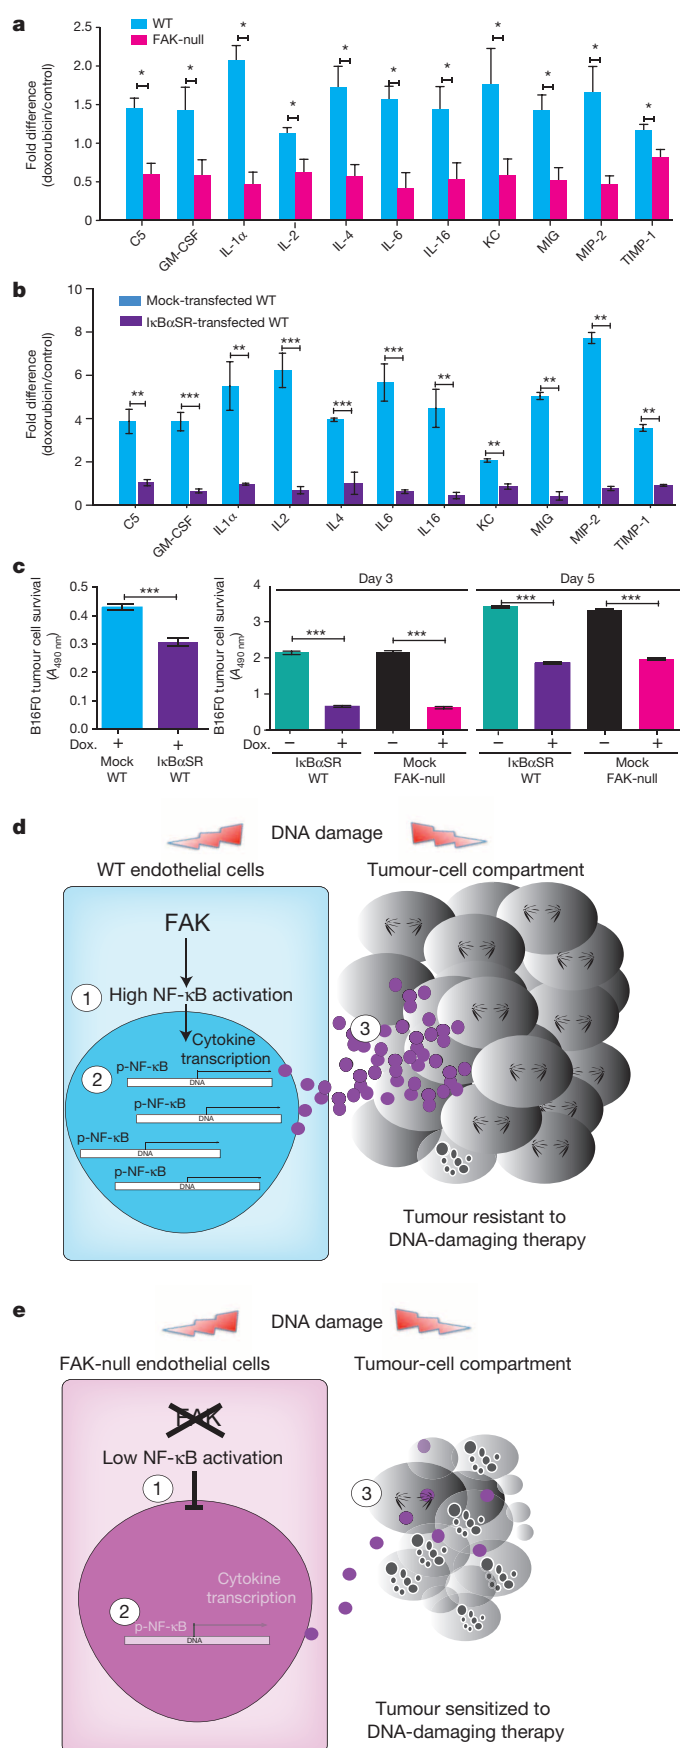 a
Fold difference
(doxorubicin/control)
2.5
2.0
1.5
1.0
0.5
0
WT
FAK-null
* * * * * * * * * * *
C5 GM-CSF IL-1α IL-2 IL-4 IL-6 IL-16 KC MIG MIP-2 TIMP-1
b
Fold difference
(doxorubicin/control)
10
8
6
4
2
0
Mock-transfected WT
IκBαSR-transfected WT
** *** ** *** *** *** ** ** ** ** **
C5 GM-CSF IL1α IL2 IL4 IL6 IL16 KC MIG MIP-2 TIMP-1
c
B16F0 tumour cell survival
(A490 nm)
0.5
0.4
0.3
0.2
0.1
0.0
***
Dox. + +
Mock IκBαSR
WT WT
B16F0 tumour cell survival
(A490 nm)
4
3
2
1
0
Day 3 Day 5
*** *** *** ***
− + − + − + − +
IκBαSR Mock IκBαSR Mock
WT FAK-null WT FAK-null
d
DNA damage
WT endothelial cells Tumour-cell compartment
FAK
1 High NF-κB activation
Cytokine
transcription
2
3
p-NF-κB
DNA
p-NF-κB
DNA
p-NF-κB
DNA
p-NF-κB
DNA
Tumour resistant to
DNA-damaging therapy
e
DNA damage
FAK-null endothelial cells Tumour-cell compartment
FAK
Low NF-κB activation
1
3
Cytokine
transcription
2
p-NF-κB
DNA
Tumour sensitized to
DNA-damaging therapy